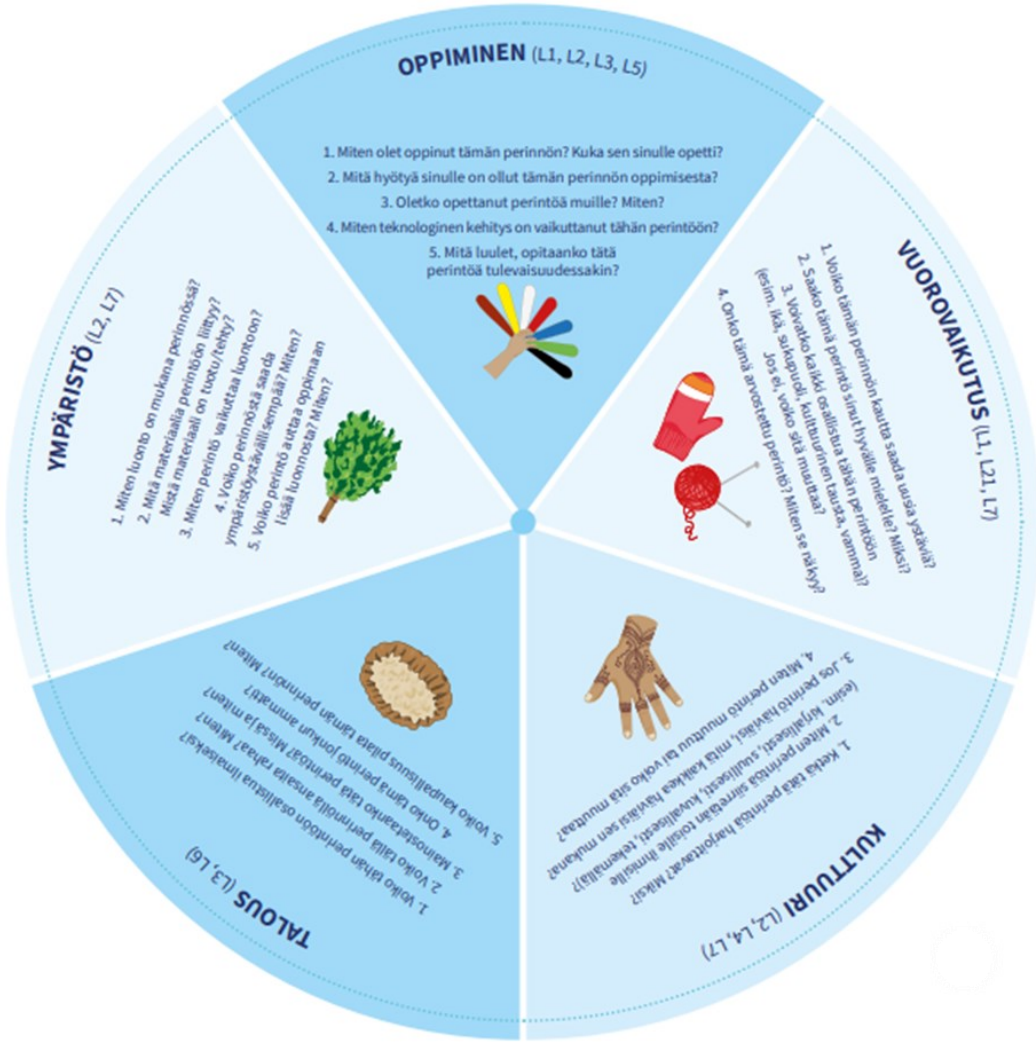 OPPIMINEN (L1, L2, L3, L5)
1. Miten olet oppinut tämän perinnön? Kuka sen sinulle opetti?
2. Mitä hyötyä sinulle on ollut tämän perinnön oppimisesta?
3. Oletko opettanut perintöä muille? Miten?
4. Miten teknologinen kehitys on vaikuttanut tähän perintöön?
5. Mitä luulet, opitaanko tätä
perintöä tulevaisuudessakin?
VUOROVAIKUTUS (L1, L21, L7)
1. Voiko tämän perinnön kautta saada uusia ystäviä?
2. Saako tämä perintö sinut hyvälle mielelle? Miksi?
3. Voivatko kaikki osallistua tähän perintöön
(esim. ikä, sukupuoli, kulttuurinen tausta, vamma)?
Jos ei, voiko sitä muuttaa?
4. Onko tämä arvostettu perintö? Miten se näkyy?
KULTTUURI (L2, L4, L7)
1. Ketkä tätä perintöä harjoittavat? Miksi?
2. Miten perintöä siirretään toisille ihmisille
(esim. kirjallisesti, suullisesti, kuvallisesti, tekemällä)?
3. Jos perintö häviäisi, mitä kaikkea häviäisi sen mukana?
4. Miten perintö muuttuu tai voiko sitä muuttaa?
TALOUS (L3, L6)
1. Voiko tähän perintöön osallistua ilmaiseksi?
2. Voiko tällä perinnöllä ansaita rahaa? Miten?
3. Mainostetaanko tätä perintöä? Missä ja miten?
4. Onko tämä perintö jonkun ammatti?
5. Voiko kaupallisuus pilata tämän perinnön? Miten?
YMPÄRISTÖ (L2, L7)
1. Miten luonto on mukana perinnössä?
2. Mitä materiaalia perintöön liittyy?
Mistä materiaali on tuotu/tehty?
3. Miten perintö vaikuttaa luontoon?
4. Voiko perinnöstä saada
ympäristöystävällisempää? Miten?
5. Voiko perintö auttaa oppimaan
lisää luonnosta? Miten?